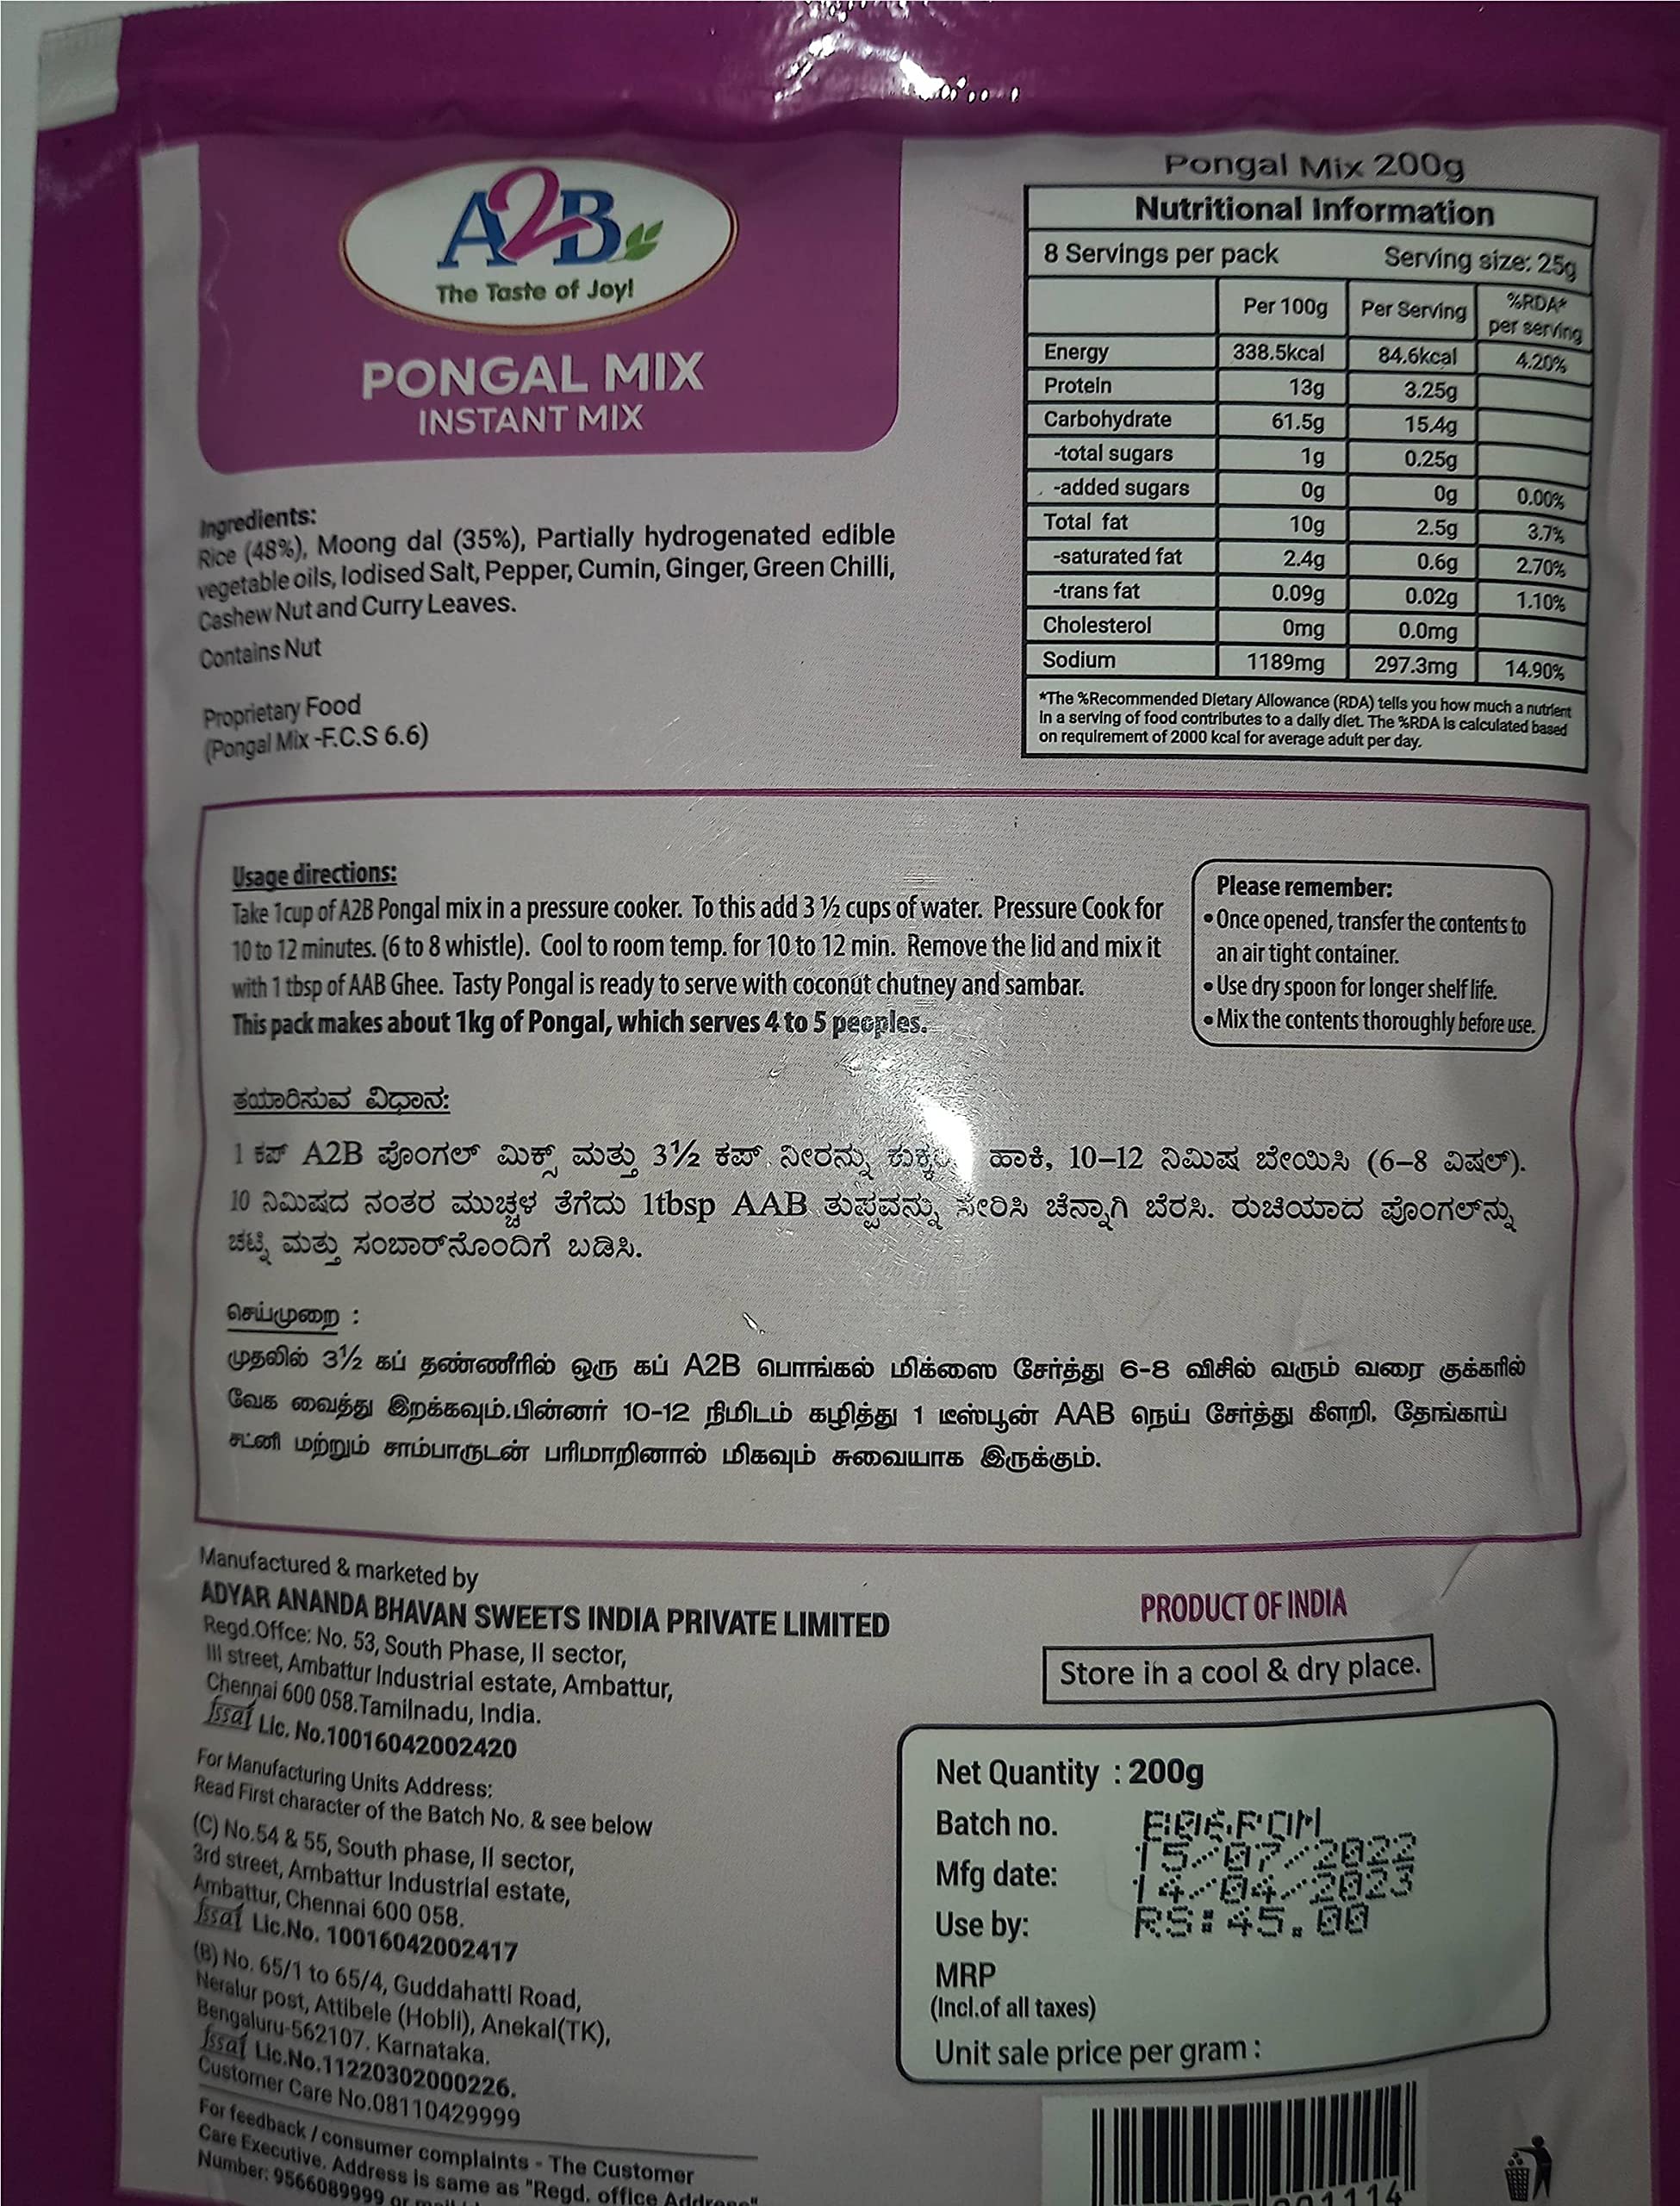 A2B
The Taste of Joy!
PONGAL MIX
INSTANT MIX
Ingredients:
Rice (48%), Moong dal (35%), Partially hydrogenated edible
vegetable oils, Iodised Salt, Pepper, Cumin, Ginger, Green Chilli,
Cashew Nut and Curry Leaves.
Contains Nut
Proprietary Food
(Pongal Mix -F.C.S 6.6)
Pongal Mix 200g
Nutritional Information
8 Servings per pack Serving size: 25g
Per 100g Per Serving %RDA*
per serving
Energy 338.5kcal 84.6kcal 4.20%
Protein 13g 3.25g
Carbohydrate 61.5g 15.4g
-total sugars 1g 0.25g
-added sugars 0g 0g 0.00%
Total fat 10g 2.5g 3.7%
-saturated fat 2.4g 0.6g 2.70%
-trans fat 0.09g 0.02g 1.10%
Cholesterol 0mg 0.0mg
Sodium 1189mg 297.3mg 14.90%
*The %Recommended Dietary Allowance (RDA) tells you how much a nutrient
in a serving of food contributes to a daily diet. The %RDA is calculated based
on requirement of 2000 kcal for average adult per day.
Usage directions:
Take 1cup of A2B Pongal mix in a pressure cooker. To this add 3 ½ cups of water. Pressure Cook for
10 to 12 minutes. (6 to 8 whistle). Cool to room temp. for 10 to 12 min. Remove the lid and mix it
with 1 tbsp of AAB Ghee. Tasty Pongal is ready to serve with coconut chutney and sambar.
This pack makes about 1kg of Pongal, which serves 4 to 5 peoples.
Please remember:
• Once opened, transfer the contents to
an air tight container.
• Use dry spoon for longer shelf life.
• Mix the contents thoroughly before use.
ತಯಾರಿಸುವ ವಿಧಾನ:
1 ಕಪ್ A2B ಪೊಂಗಲ್ ಮಿಕ್ಸ್ ಮತ್ತು 3½ ಕಪ್ ನೀರನ್ನು ಹಾಕಿ, 10–12 ನಿಮಿಷ ಬೇಯಿಸಿ (6–8 ವಿಷಲ್).
10 ನಿಮಿಷದ ನಂತರ ಮುಚ್ಚಳ ತೆಗೆದು 1tbsp AAB ತುಪ್ಪವನ್ನು ಸೇರಿಸಿ ಚೆನ್ನಾಗಿ ಬೆರಸಿ. ರುಚಿಯಾದ ಪೊಂಗಲ್‌ನ್ನು
ಚಟ್ನಿ ಮತ್ತು ಸಂಬಾರ್‌ನೊಂದಿಗೆ ಬಡಿಸಿ.
செய்முறை :
முதலில் 3½ கப் தண்ணீரில் ஒரு கப் A2B பொங்கல் மிக்ஸை சேர்த்து 6-8 விசில் வரும் வரை குக்கரில்
வேக வைத்து இறக்கவும்.பின்னர் 10-12 நிமிடம் கழித்து 1 டீஸ்பூன் AAB நெய் சேர்த்து கிளறி, தேங்காய்
சட்னி மற்றும் சாம்பாருடன் பரிமாறினால் மிகவும் சுவையாக இருக்கும்.
Manufactured & marketed by
ADYAR ANANDA BHAVAN SWEETS INDIA PRIVATE LIMITED
Regd.Offce: No. 53, South Phase, II sector,
III street, Ambattur Industrial estate, Ambattur,
Chennai 600 058.Tamilnadu, India.
fssai Lic. No.10016042002420
For Manufacturing Units Address:
Read First character of the Batch No. & see below
(C) No.54 & 55, South phase, II sector,
3rd street, Ambattur Industrial estate,
Ambattur, Chennai 600 058.
fssai Lic.No. 10016042002417
(B) No. 65/1 to 65/4, Guddahatti Road,
Neralur post, Attibele (Hobli), Anekal(TK),
Bengaluru-562107. Karnataka.
fssai Lic.No.11220302000226.
Customer Care No.08110429999
For feedback / consumer complaints - The Customer
Care Executive. Address is same as "Regd. office Address"
Number: 9566089999 or
PRODUCT OF INDIA
Store in a cool & dry place.
Net Quantity : 200g
Batch no.
Mfg date: 15/07/2022
Use by: 14/04/2023
MRP RS:45.00
(Incl.of all taxes)
Unit sale price per gram :